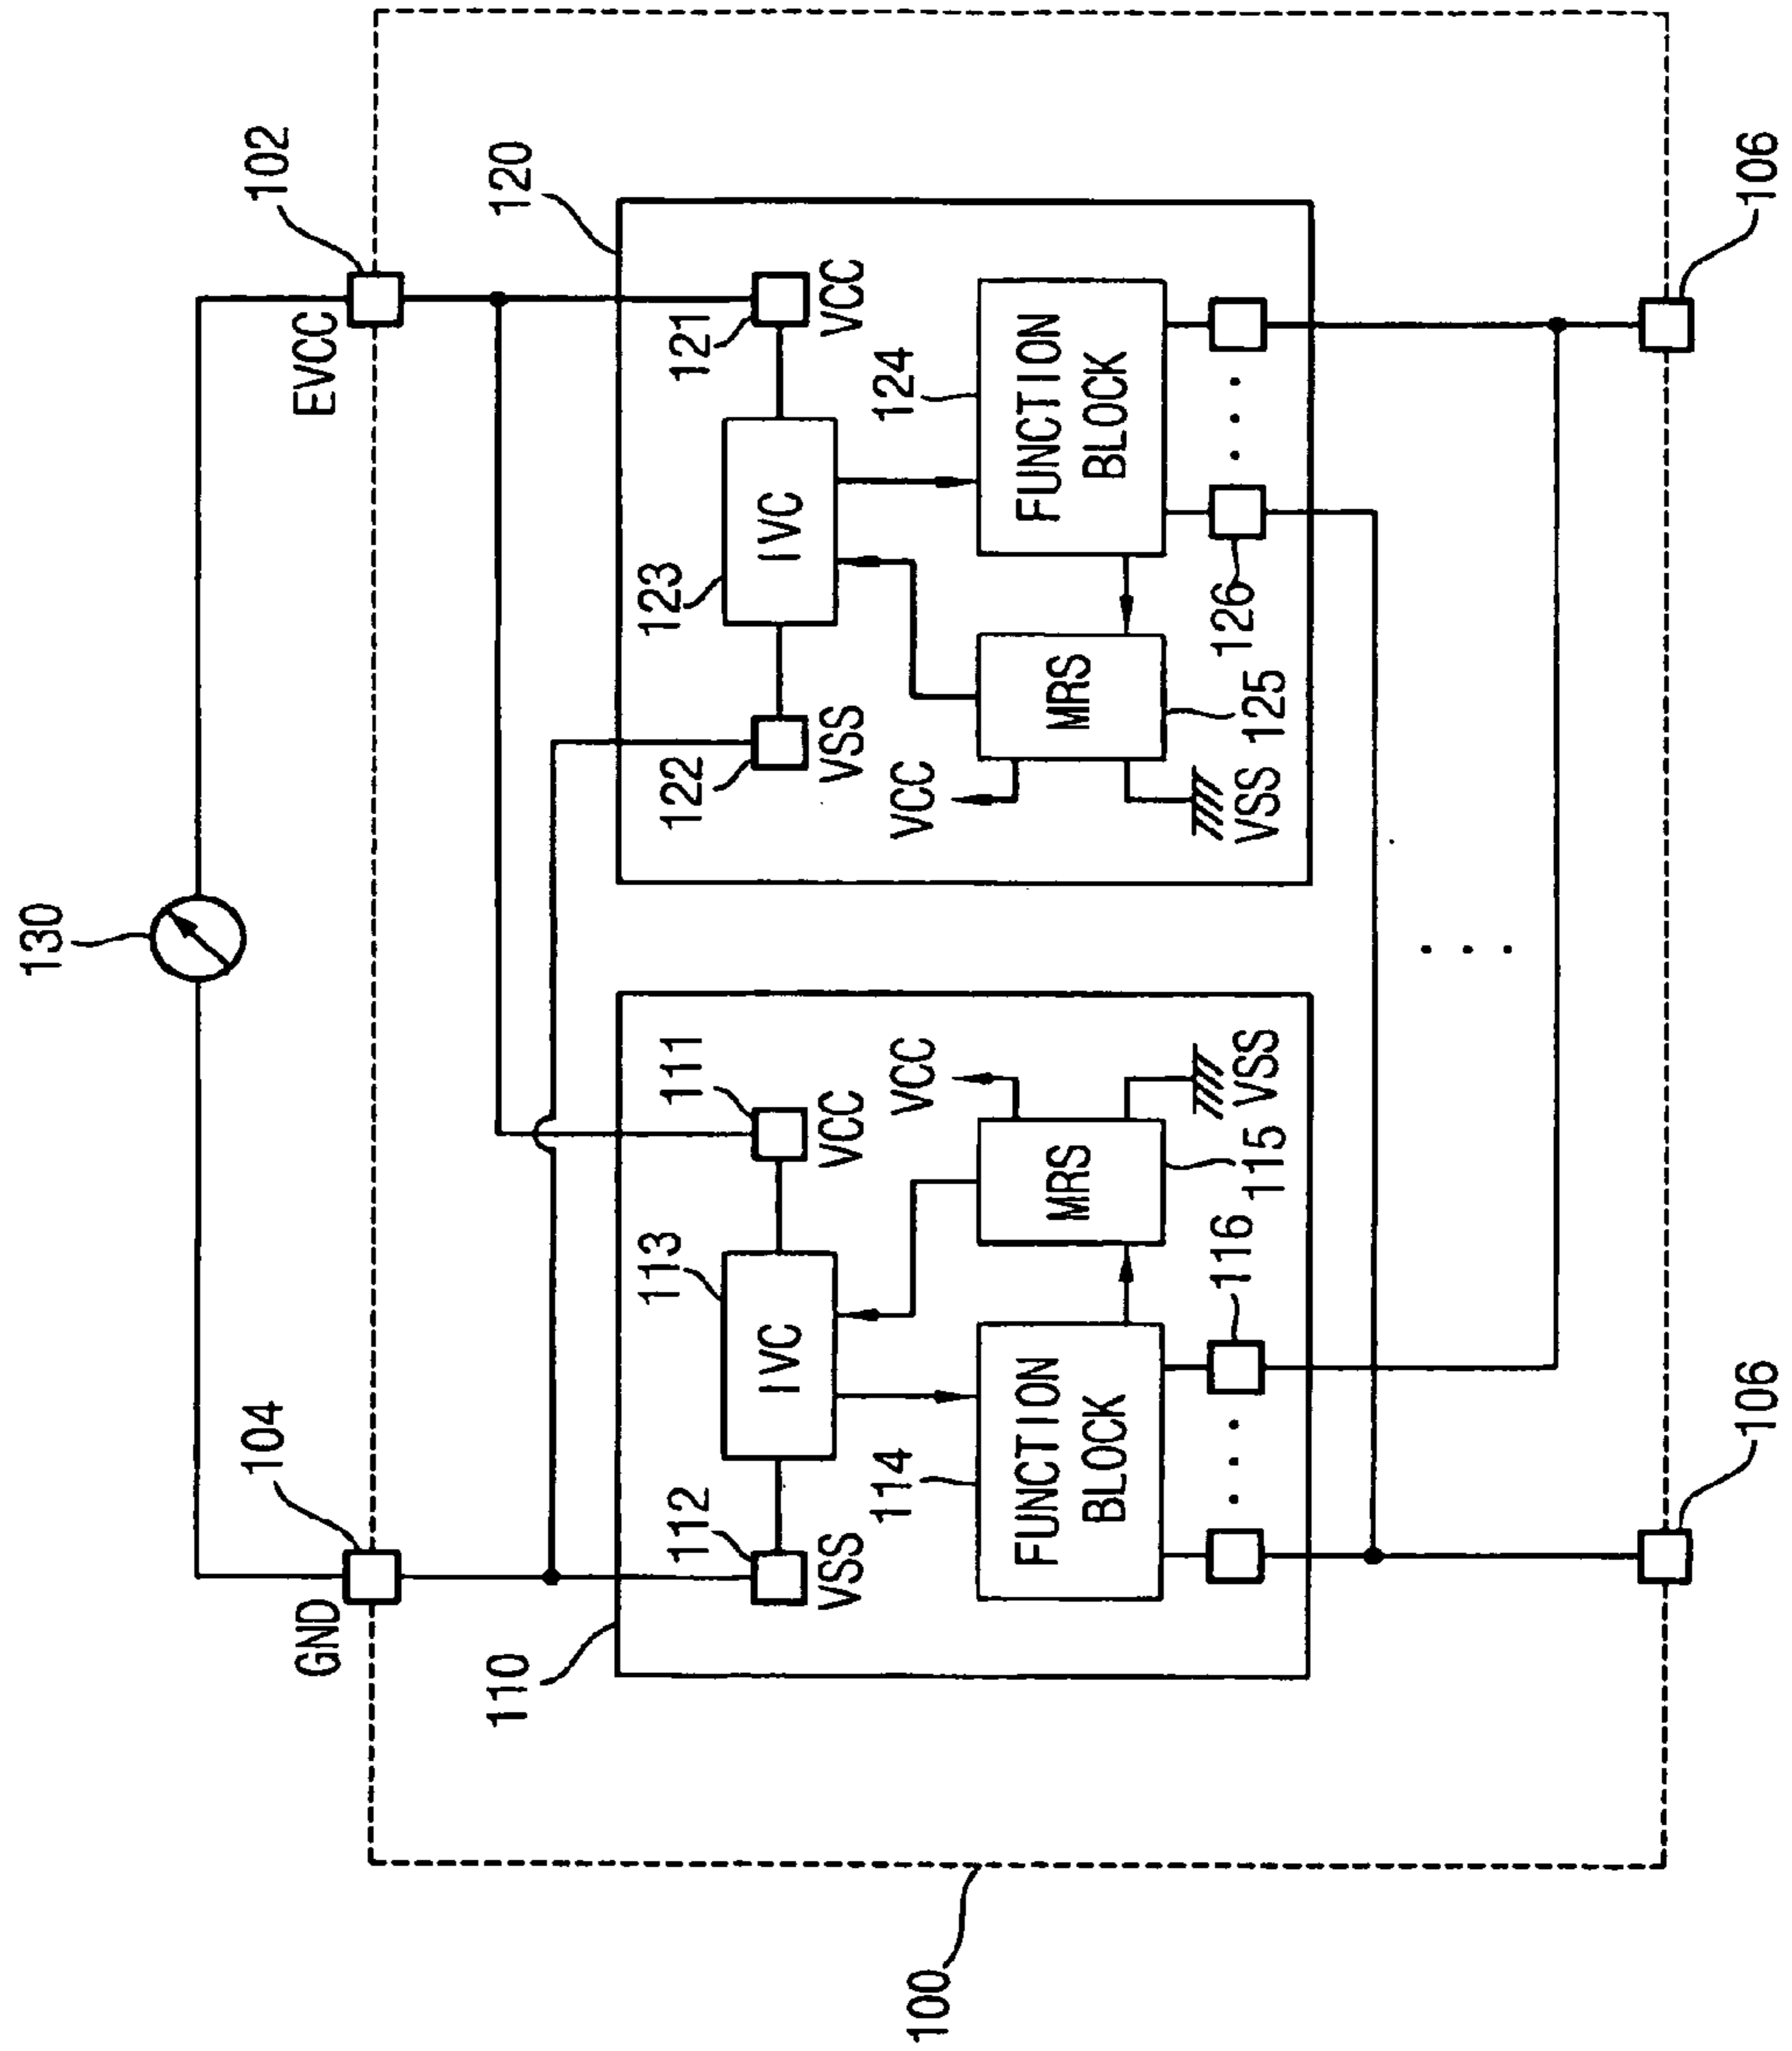 130
104
102
GND
EVCC
110
120
112
113
111
122
123
121
VSS
IVC
VCC
VSS
IVC
VCC
114
VCC
VCC
124
FUNCTION
BLOCK
MRS
MRS
FUNCTION
BLOCK
116
115
VSS
VSS
125
126
100
106
106